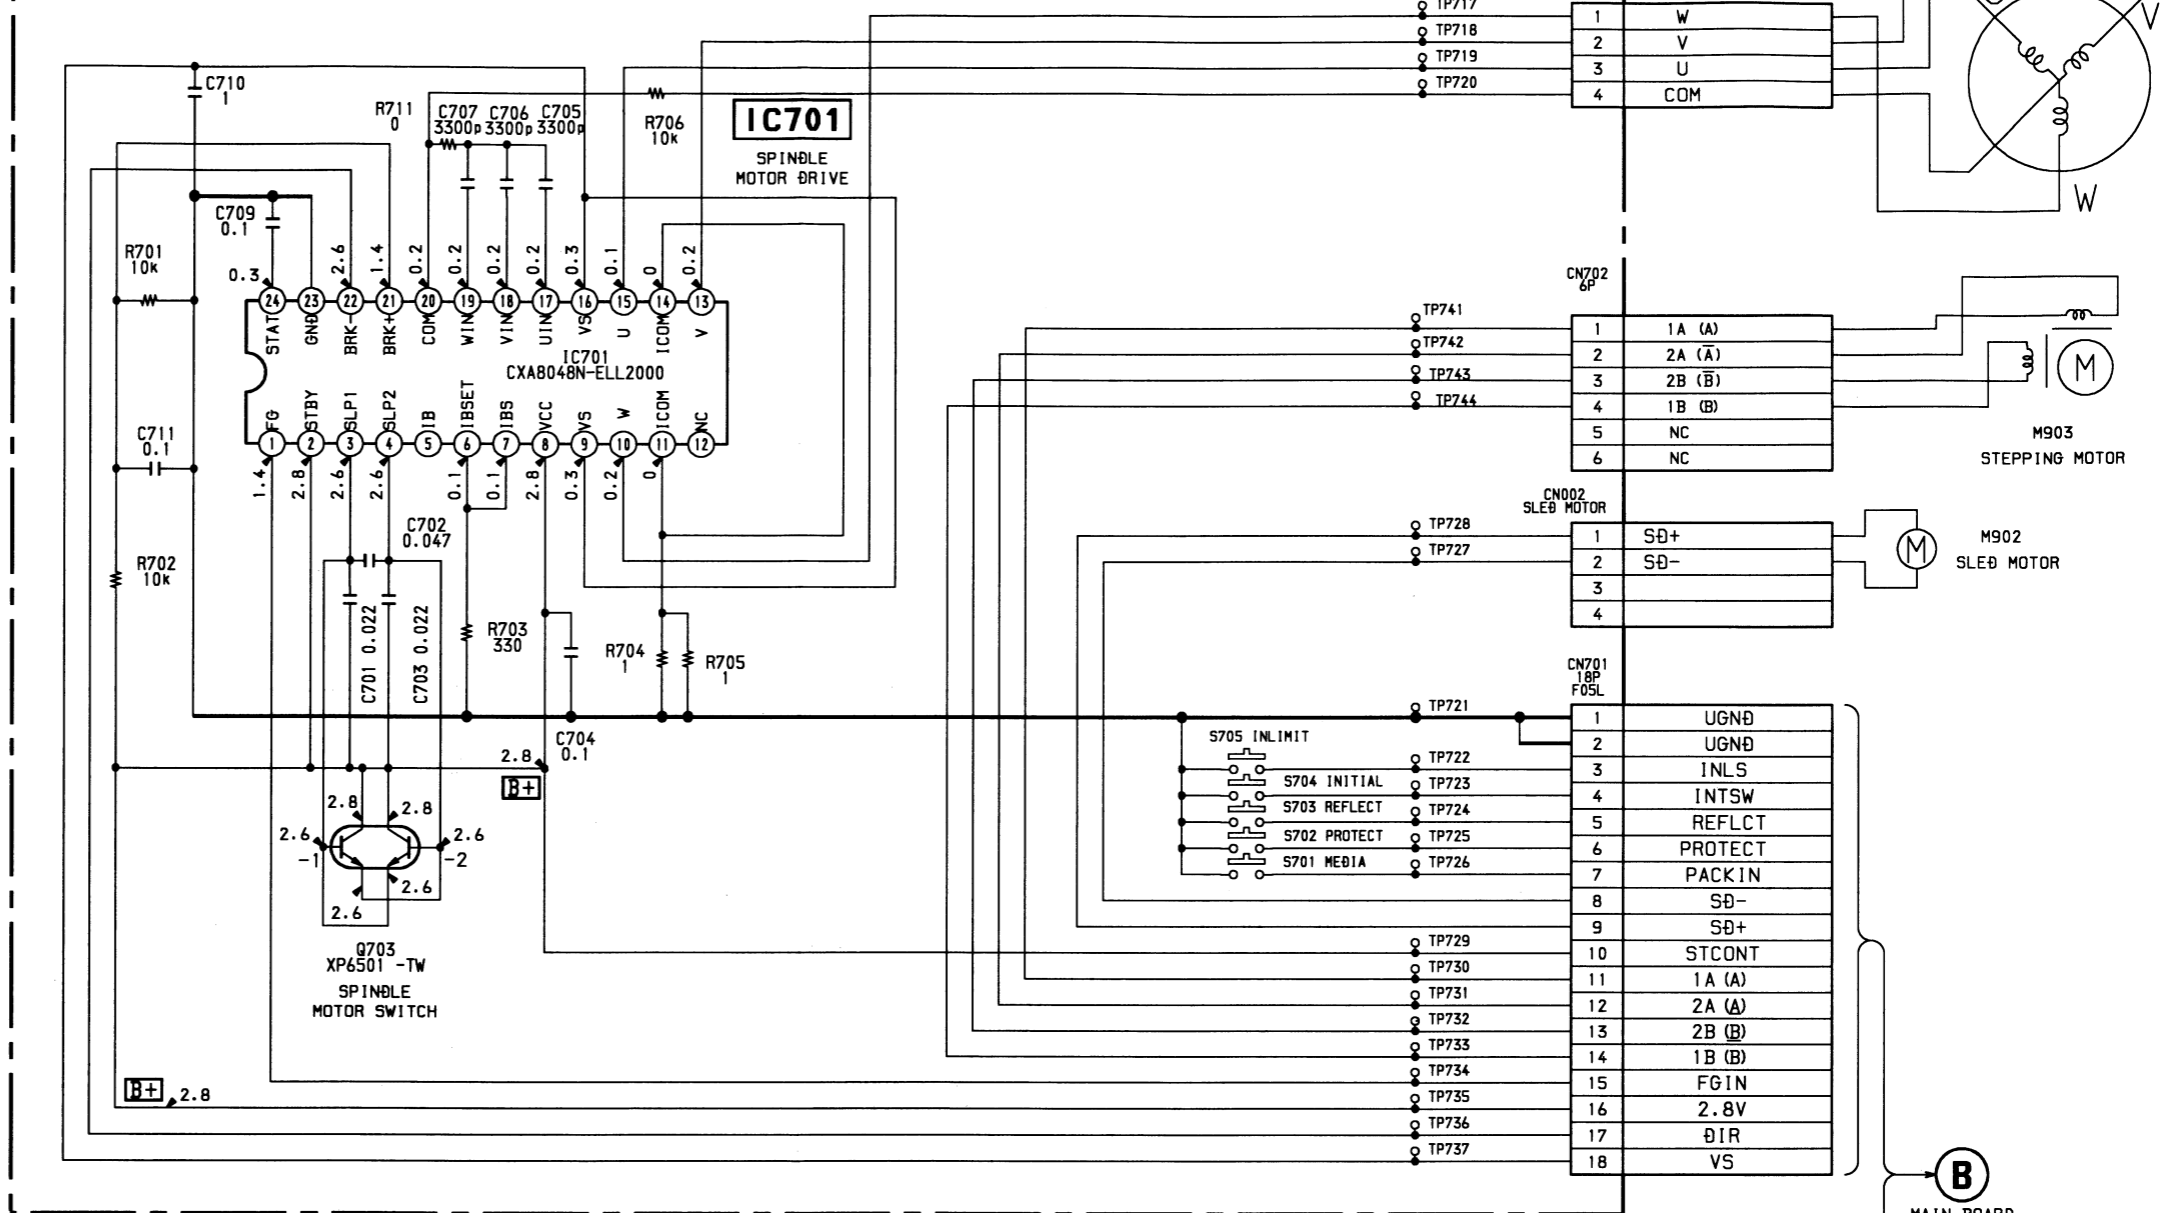 TP717
TP718
TP719
TP720
1 W
2 V
3 U
4 COM
V
W
C710
1
R711
0
C707
3300p
C706
3300p
C705
3300p
R706
10k
IC701
SPINDLE
MOTOR DRIVE
C709
0.1
R701
10k
0.3
2.6
1.4
0.2
0.2
0.2
0.2
0.3
0.1
0
0.2
24 23 22 21 20 19 18 17 16 15 14 13
STAT GND BRK- BRK+ COM WIN VIN UIN VS U ICOM V
IC701
CXA8048N-ELL2000
FG STBY SLP1 SLP2 IB IBSET IBS VCC VS W ICOM NC
1 2 3 4 5 6 7 8 9 10 11 12
1.4
2.8
2.6
2.6
0.1
0.1
2.8
0.3
0.2
0
C711
0.1
C702
0.047
R702
10k
C701 0.022
C703 0.022
R703
330
R704
1
R705
1
C704
0.1
2.8
B+
2.8
2.8
2.6
2.6
-1
-2
2.6
2.6
Q703
XP6501 -TW
SPINDLE
MOTOR SWITCH
B+ 2.8
CN702
6P
TP741
TP742
TP743
TP744
1 1A (A)
2 2A (A̅)
3 2B (B̅)
4 1B (B)
5 NC
6 NC
M
M903
STEPPING MOTOR
CN002
SLED MOTOR
TP728
TP727
1 SD+
2 SD-
3
4
M
M902
SLED MOTOR
CN701
18P
F05L
TP721
S705 INLIMIT
TP722
S704 INITIAL
TP723
S703 REFLECT
TP724
S702 PROTECT
TP725
S701 MEDIA
TP726
TP729
TP730
TP731
TP732
TP733
TP734
TP735
TP736
TP737
1 UGND
2 UGND
3 INLS
4 INTSW
5 REFLCT
6 PROTECT
7 PACKIN
8 SD-
9 SD+
10 STCONT
11 1A (A)
12 2A (A̲)
13 2B (B̲)
14 1B (B)
15 FGIN
16 2.8V
17 DIR
18 VS
B
MAIN BOARD